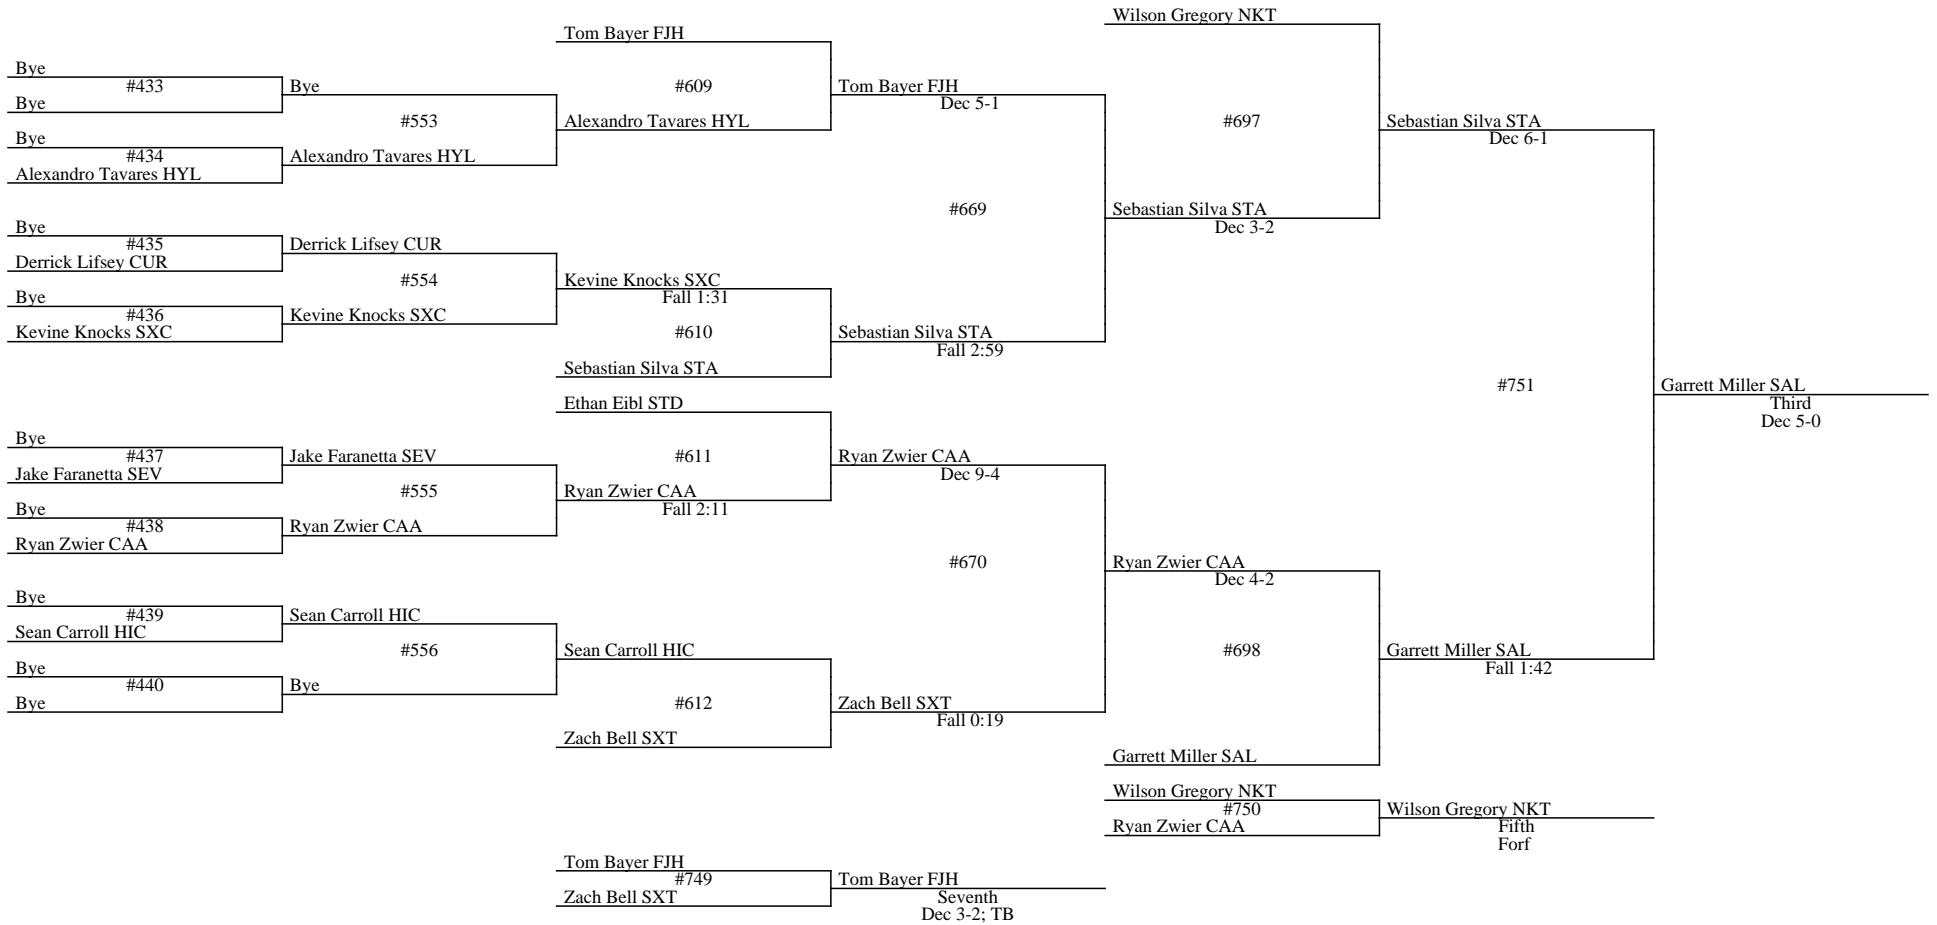 Wilson Gregory NKT
Tom Bayer FJH
Bye
#433
Bye
#609
Tom Bayer FJH
Bye
Dec 5-1
#553
Alexandro Tavares HYL
#697
Sebastian Silva STA
Bye
Dec 6-1
#434
Alexandro Tavares HYL
Alexandro Tavares HYL
#669
Sebastian Silva STA
Bye
Dec 3-2
#435
Derrick Lifsey CUR
Derrick Lifsey CUR
#554
Kevine Knocks SXC
Bye
Fall 1:31
#436
Kevine Knocks SXC
Kevine Knocks SXC
#610
Sebastian Silva STA
Fall 2:59
Sebastian Silva STA
#751
Garrett Miller SAL
Ethan Eibl STD
Third
Dec 5-0
Bye
#437
Jake Faranetta SEV
#611
Ryan Zwier CAA
Jake Faranetta SEV
Dec 9-4
#555
Ryan Zwier CAA
Bye
Fall 2:11
#438
Ryan Zwier CAA
Ryan Zwier CAA
#670
Ryan Zwier CAA
Dec 4-2
Bye
#439
Sean Carroll HIC
Sean Carroll HIC
#556
Sean Carroll HIC
#698
Garrett Miller SAL
Bye
Fall 1:42
#440
Bye
Bye
#612
Zach Bell SXT
Fall 0:19
Zach Bell SXT
Garrett Miller SAL
Wilson Gregory NKT
#750
Wilson Gregory NKT
Ryan Zwier CAA
Fifth
Forf
Tom Bayer FJH
#749
Tom Bayer FJH
Zach Bell SXT
Seventh
Dec 3-2; TB